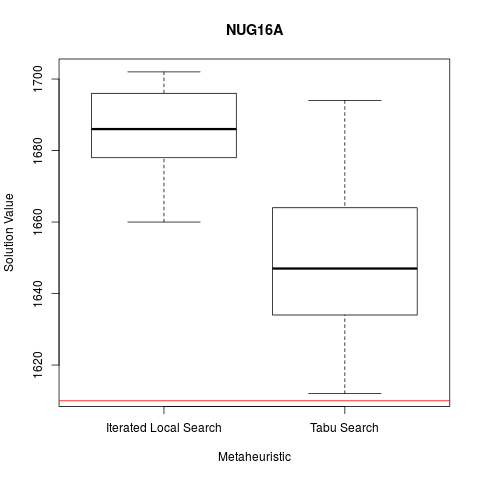 NUG16A
Solution Value
1700
1680
1660
1640
1620
Iterated Local Search
Tabu Search
Metaheuristic